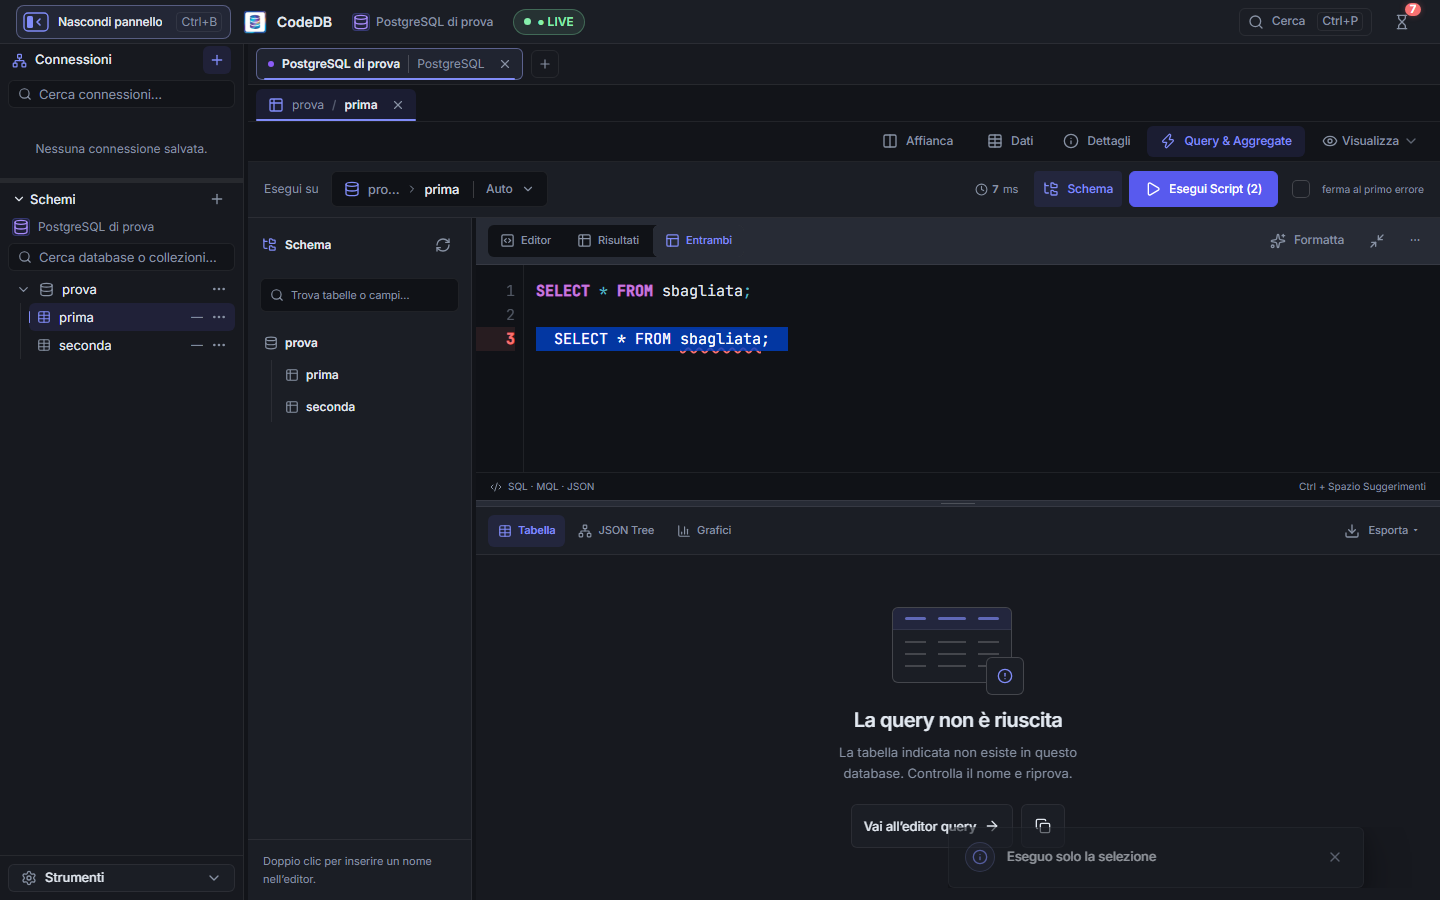 Nascondi pannello Ctrl+B CodeDB PostgreSQL di prova • LIVE Cerca Ctrl+P 7
Connessioni
Cerca connessioni...
Nessuna connessione salvata.
Schemi
PostgreSQL di prova
Cerca database o collezioni...
prova
prima
seconda
Strumenti
PostgreSQL di prova PostgreSQL
prova / prima
Affianca Dati Dettagli Query & Aggregate Visualizza
Esegui su pro... prima Auto 7 ms Schema Esegui Script (2) ferma al primo errore
Schema
Trova tabelle o campi...
prova
prima
seconda
Doppio clic per inserire un nome
nell'editor.
Editor Risultati Entrambi Formatta
1 SELECT * FROM sbagliata;
2
3 SELECT * FROM sbagliata;
SQL · MQL · JSON Ctrl + Spazio Suggerimenti
Tabella JSON Tree Grafici Esporta
La query non è riuscita
La tabella indicata non esiste in questo
database. Controlla il nome e riprova.
Vai all'editor query
Eseguo solo la selezione